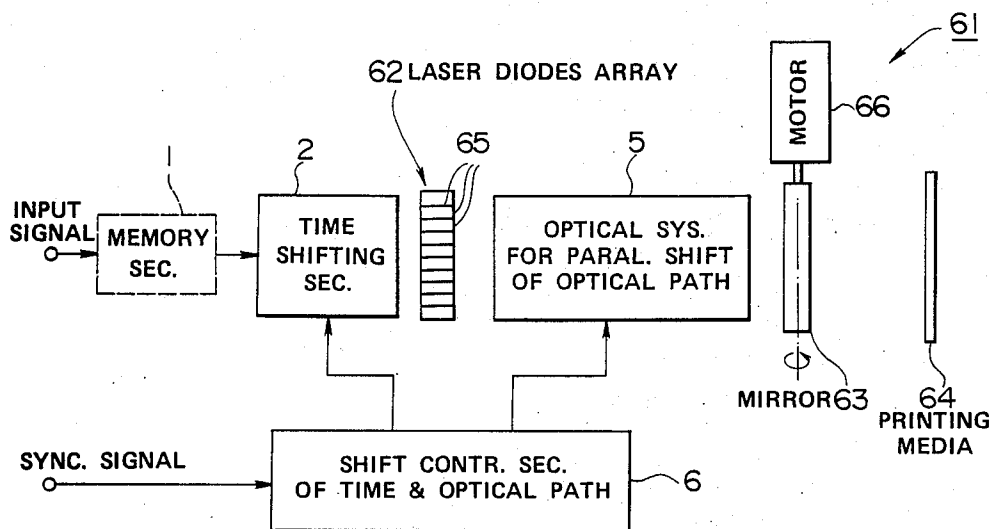 61
62 LASER DIODES ARRAY
MOTOR
66
1
2
65
5
INPUT
SIGNAL
MEMORY
SEC.
TIME
SHIFTING
SEC.
OPTICAL SYS.
FOR PARAL. SHIFT
OF OPTICAL PATH
MIRROR 63
64
PRINTING
MEDIA
SYNC. SIGNAL
SHIFT CONTR. SEC.
OF TIME & OPTICAL PATH
6